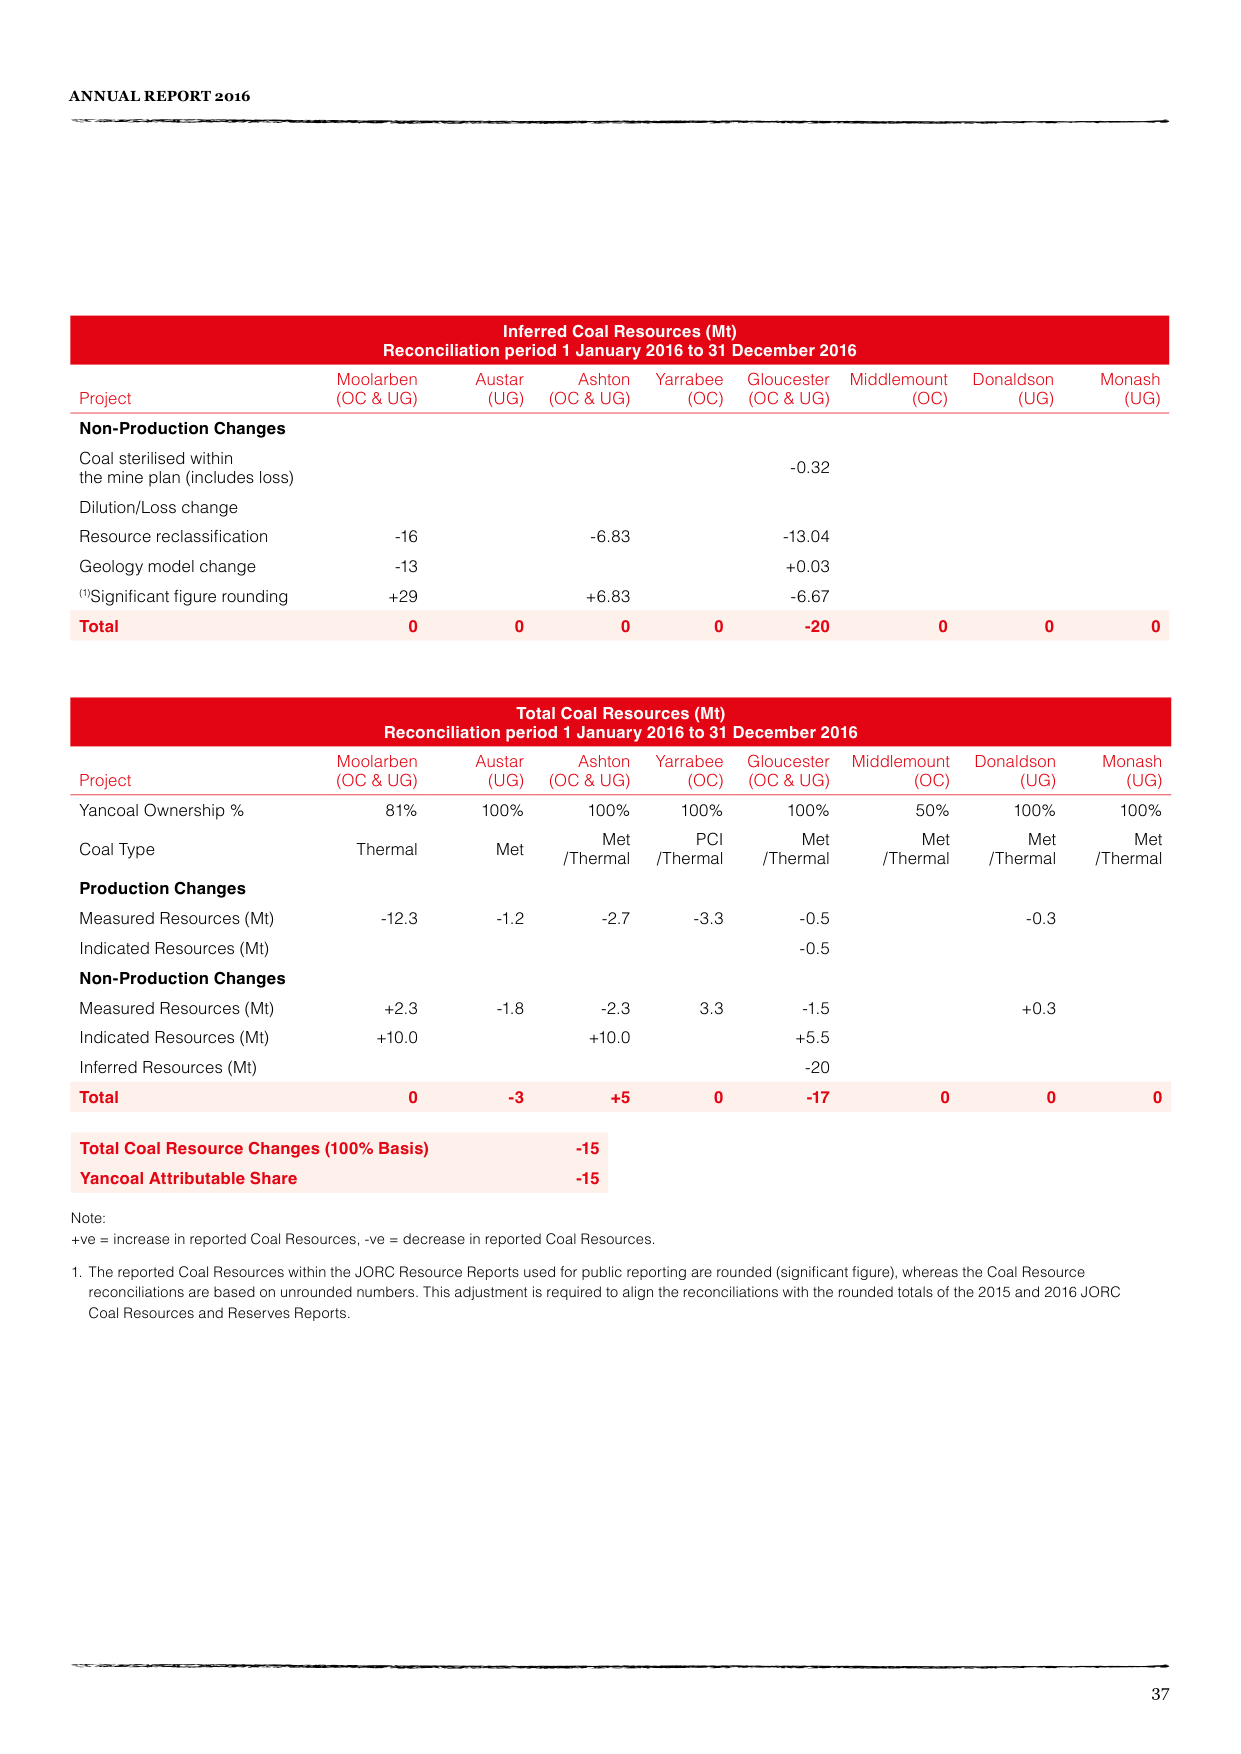 ANNUAL REPORT 2016
Inferred Coal Resources (Mt)
Reconciliation period 1 January 2016 to 31 December 2016
Project Moolarben (OC & UG) Austar (UG) Ashton (OC & UG) Yarrabee (OC) Gloucester (OC & UG) Middlemount (OC) Donaldson (UG) Monash (UG)
Non-Production Changes
Coal sterilised within
the mine plan (includes loss) -0.32
Dilution/Loss change
Resource reclassification -16 -6.83 -13.04
Geology model change -13 +0.03
(1)Significant figure rounding +29 +6.83 -6.67
Total 0 0 0 0 -20 0 0 0
Total Coal Resources (Mt)
Reconciliation period 1 January 2016 to 31 December 2016
Project Moolarben (OC & UG) Austar (UG) Ashton (OC & UG) Yarrabee (OC) Gloucester (OC & UG) Middlemount (OC) Donaldson (UG) Monash (UG)
Yancoal Ownership % 81% 100% 100% 100% 100% 50% 100% 100%
Coal Type Thermal Met Met /Thermal PCI /Thermal Met /Thermal Met /Thermal Met /Thermal Met /Thermal
Production Changes
Measured Resources (Mt) -12.3 -1.2 -2.7 -3.3 -0.5 -0.3
Indicated Resources (Mt) -0.5
Non-Production Changes
Measured Resources (Mt) +2.3 -1.8 -2.3 3.3 -1.5 +0.3
Indicated Resources (Mt) +10.0 +10.0 +5.5
Inferred Resources (Mt) -20
Total 0 -3 +5 0 -17 0 0 0
Total Coal Resource Changes (100% Basis) -15
Yancoal Attributable Share -15
Note:
+ve = increase in reported Coal Resources, -ve = decrease in reported Coal Resources.
1. The reported Coal Resources within the JORC Resource Reports used for public reporting are rounded (significant figure), whereas the Coal Resource
reconciliations are based on unrounded numbers. This adjustment is required to align the reconciliations with the rounded totals of the 2015 and 2016 JORC
Coal Resources and Reserves Reports.
37